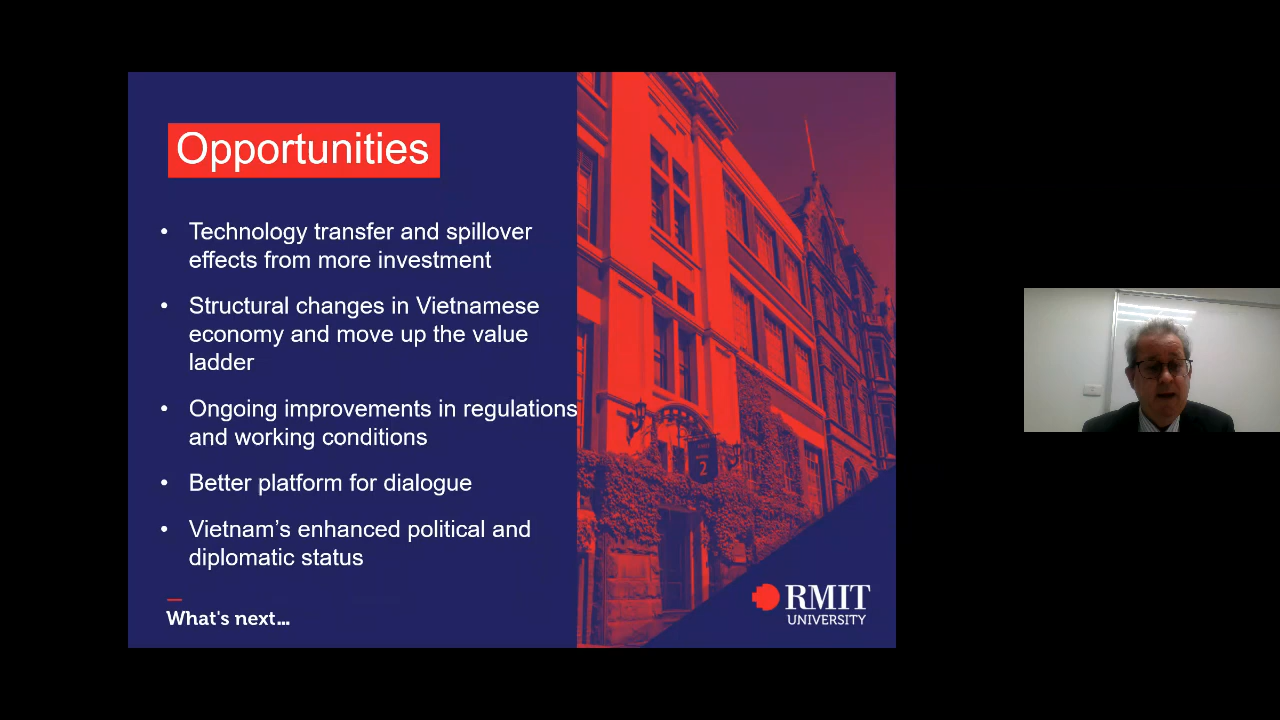 Opportunities
• Technology transfer and spillover
effects from more investment
• Structural changes in Vietnamese
economy and move up the value
ladder
• Ongoing improvements in regulations
and working conditions
• Better platform for dialogue
• Vietnam's enhanced political and
diplomatic status
What's next...
2
RMIT
UNIVERSITY